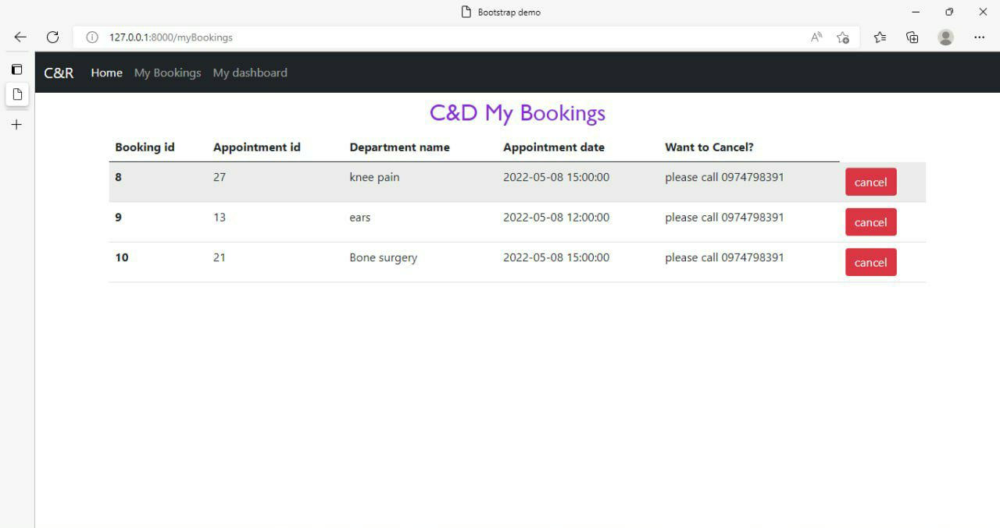 Bootstrap demo
127.0.0.1:8000/myBookings
C&R Home My Bookings My dashboard
C&D My Bookings
Booking id Appointment id Department name Appointment date Want to Cancel?
8 27 knee pain 2022-05-08 15:00:00 please call 0974798391 cancel
9 13 ears 2022-05-08 12:00:00 please call 0974798391 cancel
10 21 Bone surgery 2022-05-08 15:00:00 please call 0974798391 cancel